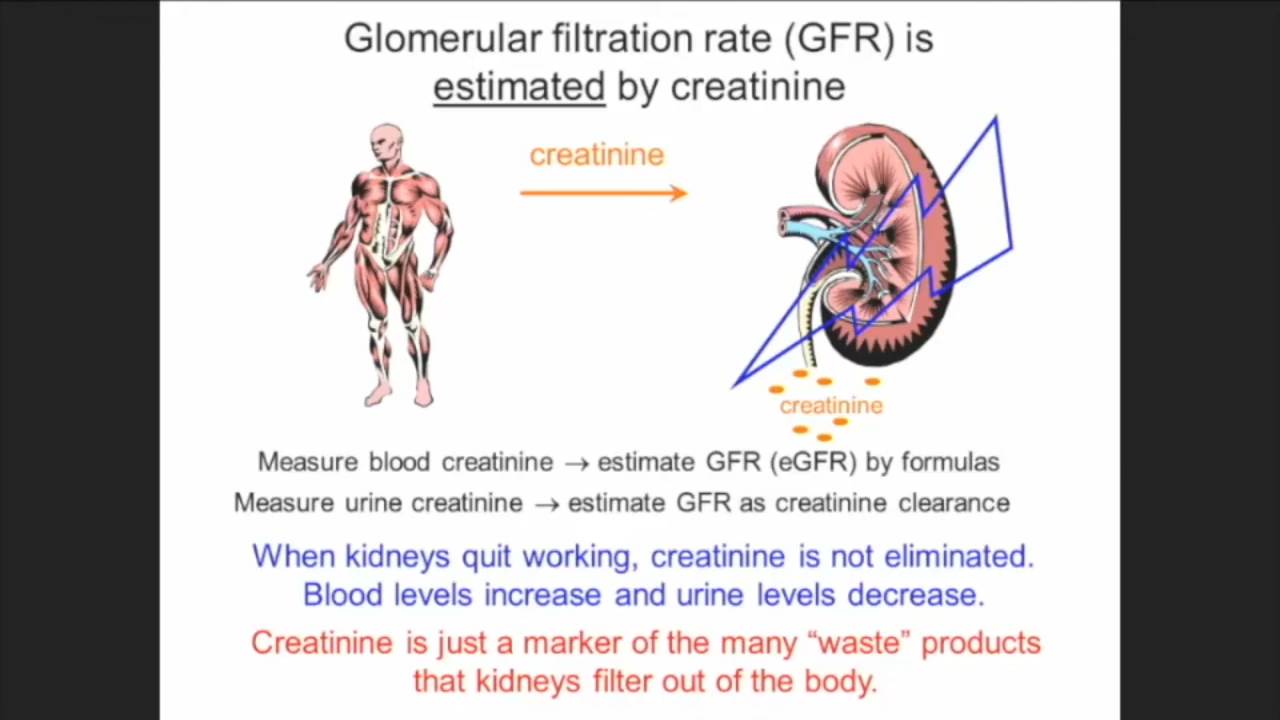 Glomerular filtration rate (GFR) is
estimated by creatinine
creatinine
creatinine
Measure blood creatinine → estimate GFR (eGFR) by formulas
Measure urine creatinine → estimate GFR as creatinine clearance
When kidneys quit working, creatinine is not eliminated.
Blood levels increase and urine levels decrease.
Creatinine is just a marker of the many “waste” products
that kidneys filter out of the body.